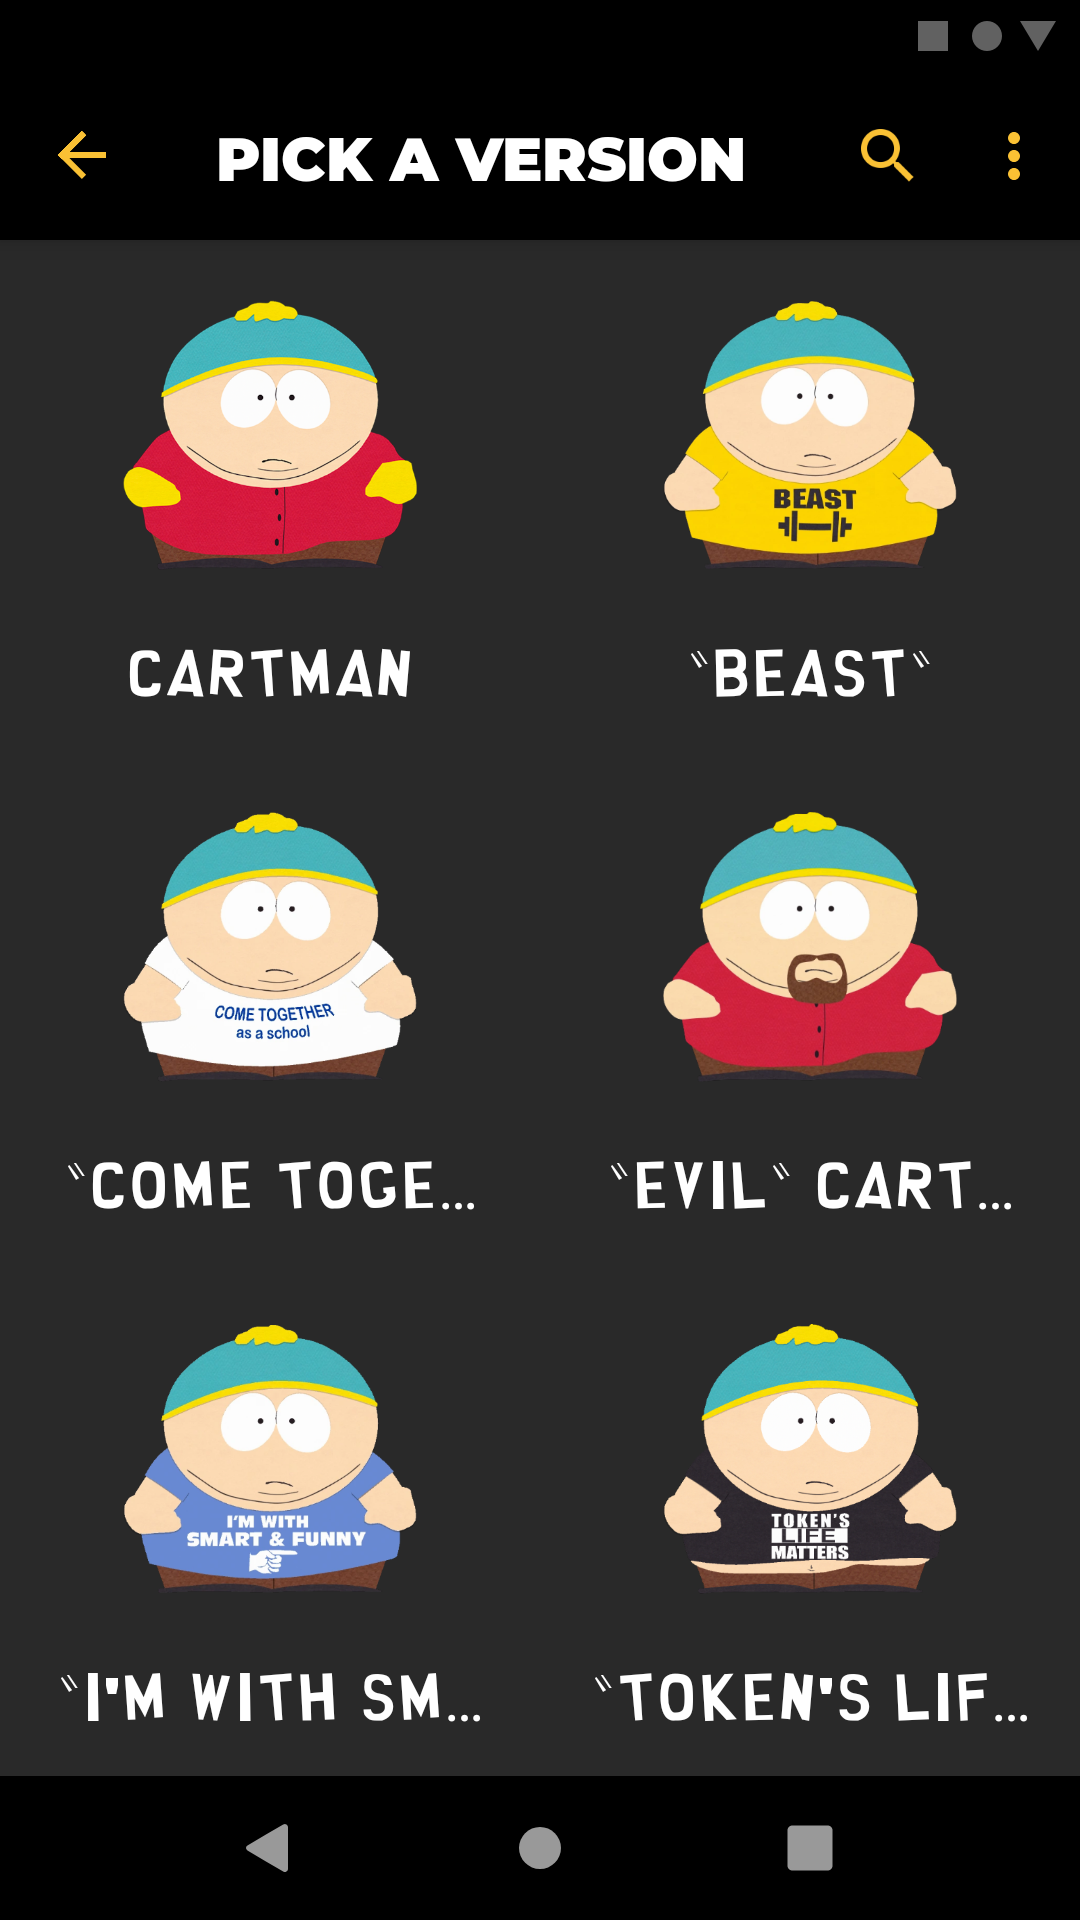 PICK A VERSION
BEAST
CARTMAN
"BEAST"
COME TOGETHER
as a school
"COME TOGE...
"EVIL" CART...
I'M WITH
SMART & FUNNY
TOKEN'S
LIFE
MATTERS
"I'M WITH SM...
"TOKEN'S LIF...